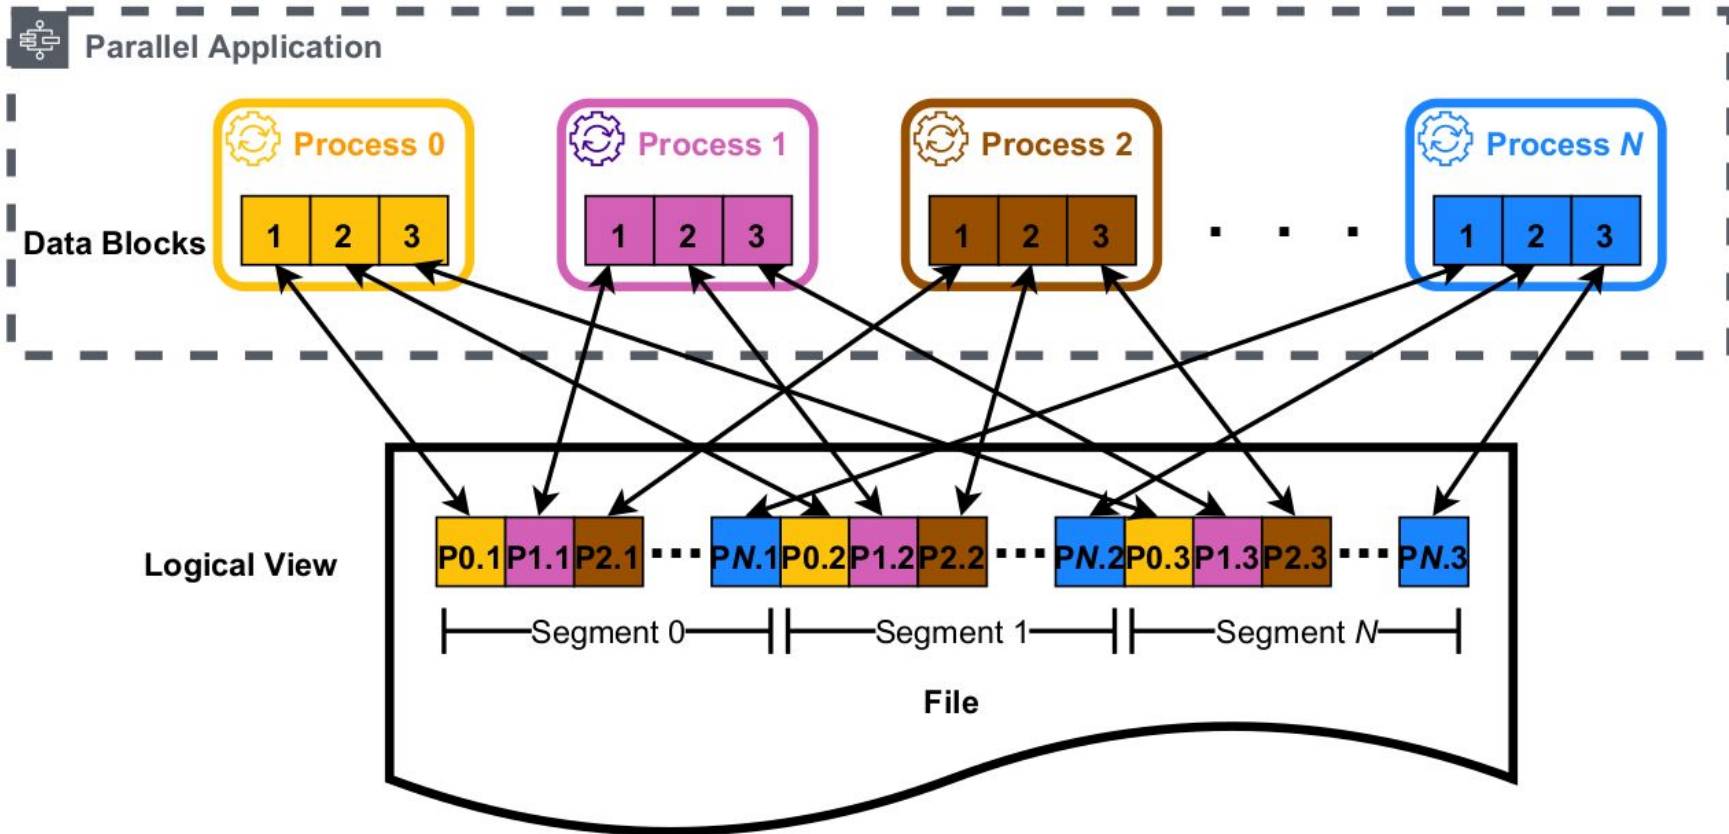 Parallel Application
Process 0 Process 1 Process 2 Process N
Data Blocks 1 2 3 1 2 3 1 2 3 . . . 1 2 3
Logical View P0.1 P1.1 P2.1 ... PN.1 P0.2 P1.2 P2.2 ... PN.2 P0.3 P1.3 P2.3 ... PN.3
Segment 0 Segment 1 Segment N
File